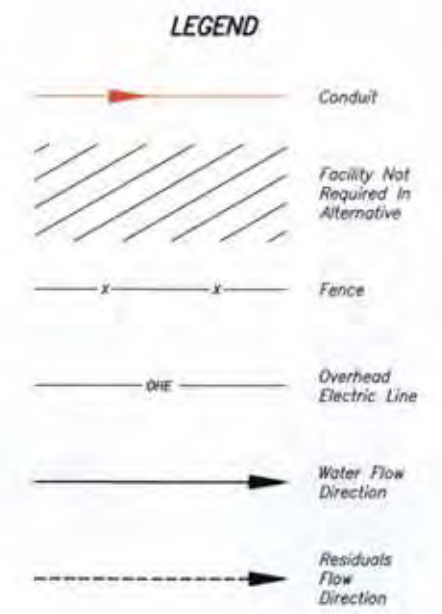 LEGEND
Conduit
Facility Not
Required In
Alternative
X X
Fence
OHE
Overhead
Electric Line
Water Flow
Direction
Residuals
Flow
Direction